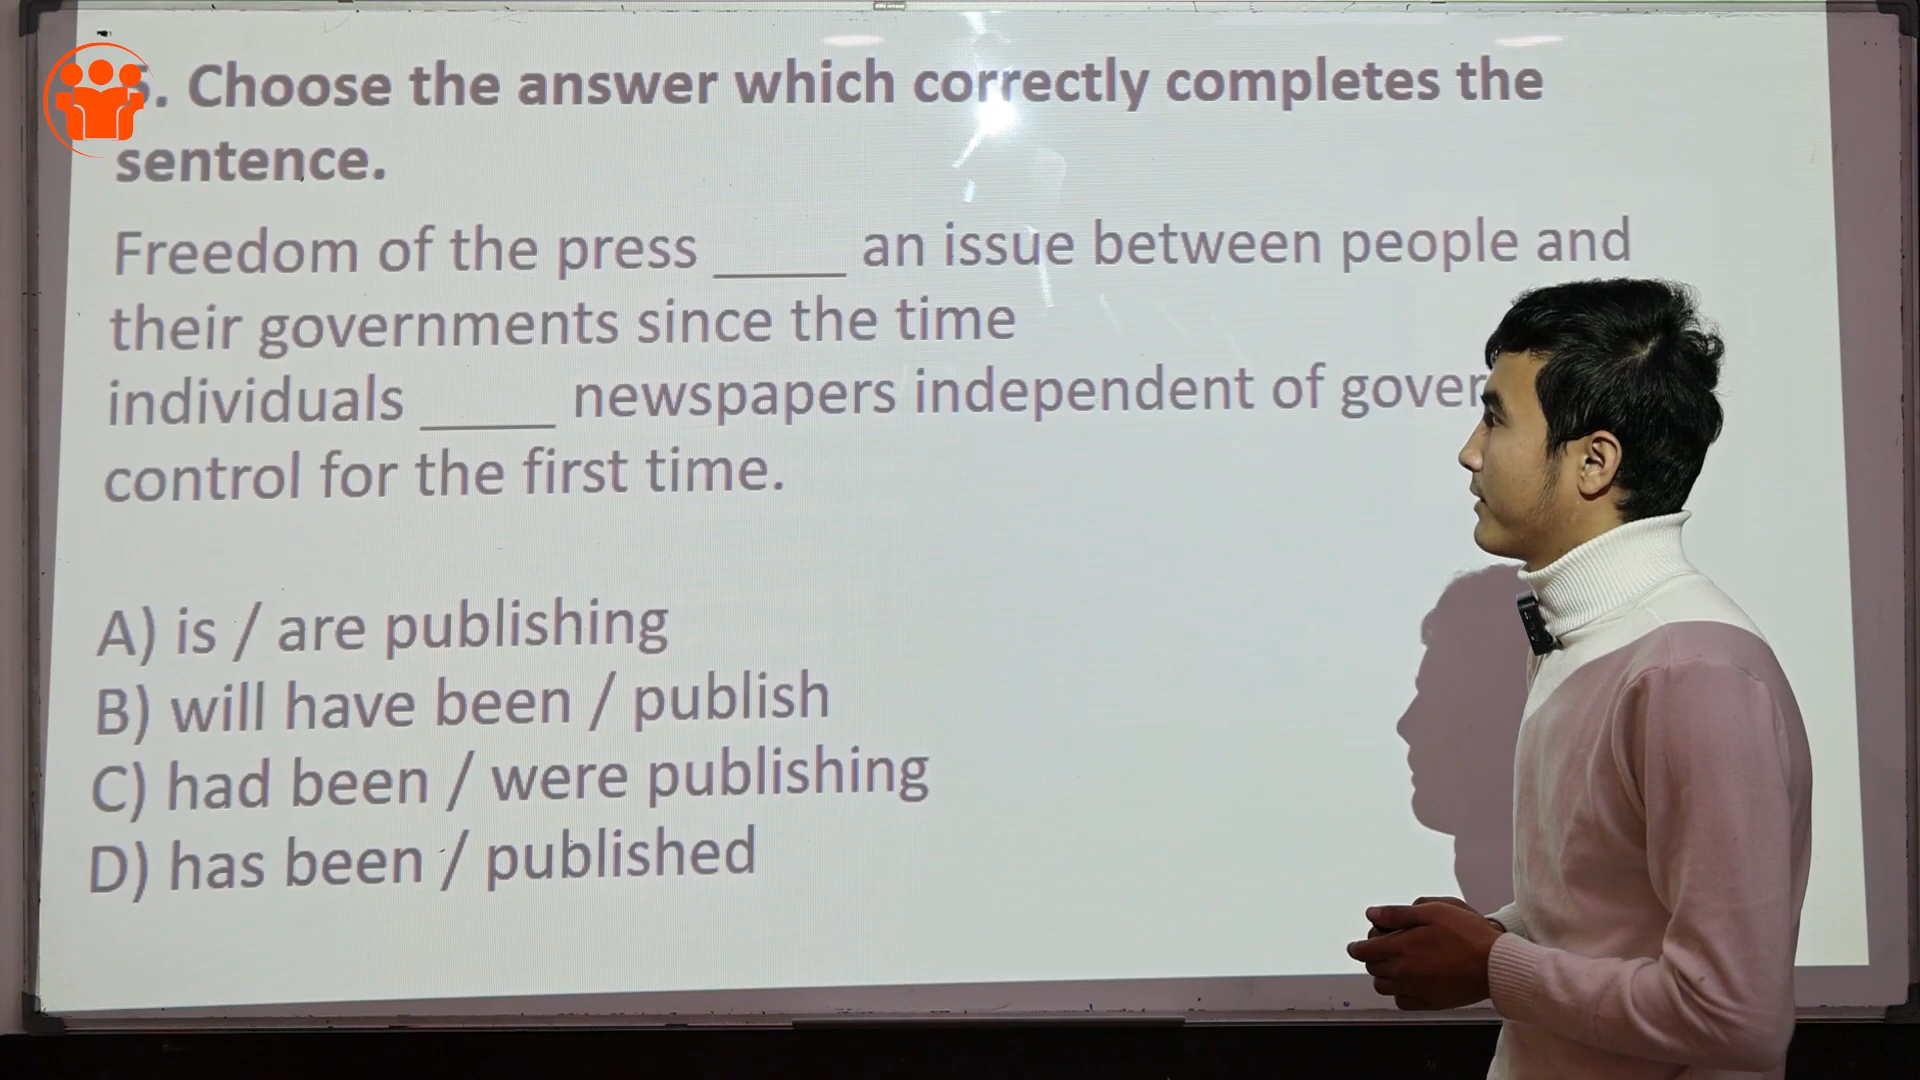 5. Choose the answer which correctly completes the
sentence.
Freedom of the press _____ an issue between people and
their governments since the time
individuals _____ newspapers independent of
control for the first time.
A) is / are publishing
B) will have been / publish
C) had been / were publishing
D) has been / published